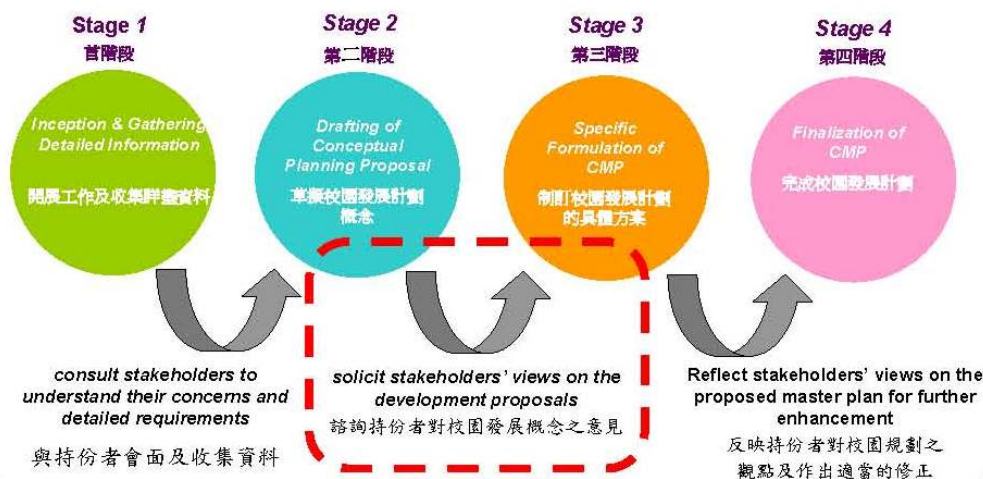 Stage 1
首階段
Inception & Gathering
Detailed Information
開展工作及收集詳盡資料
Stage 2
第二階段
Drafting of
Conceptual
Planning Proposal
草擬校園發展計劃
概念
Stage 3
第三階段
Specific
Formulation of
CMP
制訂校園發展計劃
的具體方案
Stage 4
第四階段
Finalization of
CMP
完成校園發展計劃
consult stakeholders to
understand their concerns and
detailed requirements
與持份者會面及收集資料
solicit stakeholders' views on the
development proposals
諮詢持份者對校園發展概念之意見
Reflect stakeholders' views on the
proposed master plan for further
enhancement
反映持份者對校園規劃之
觀點及作出適當的修正